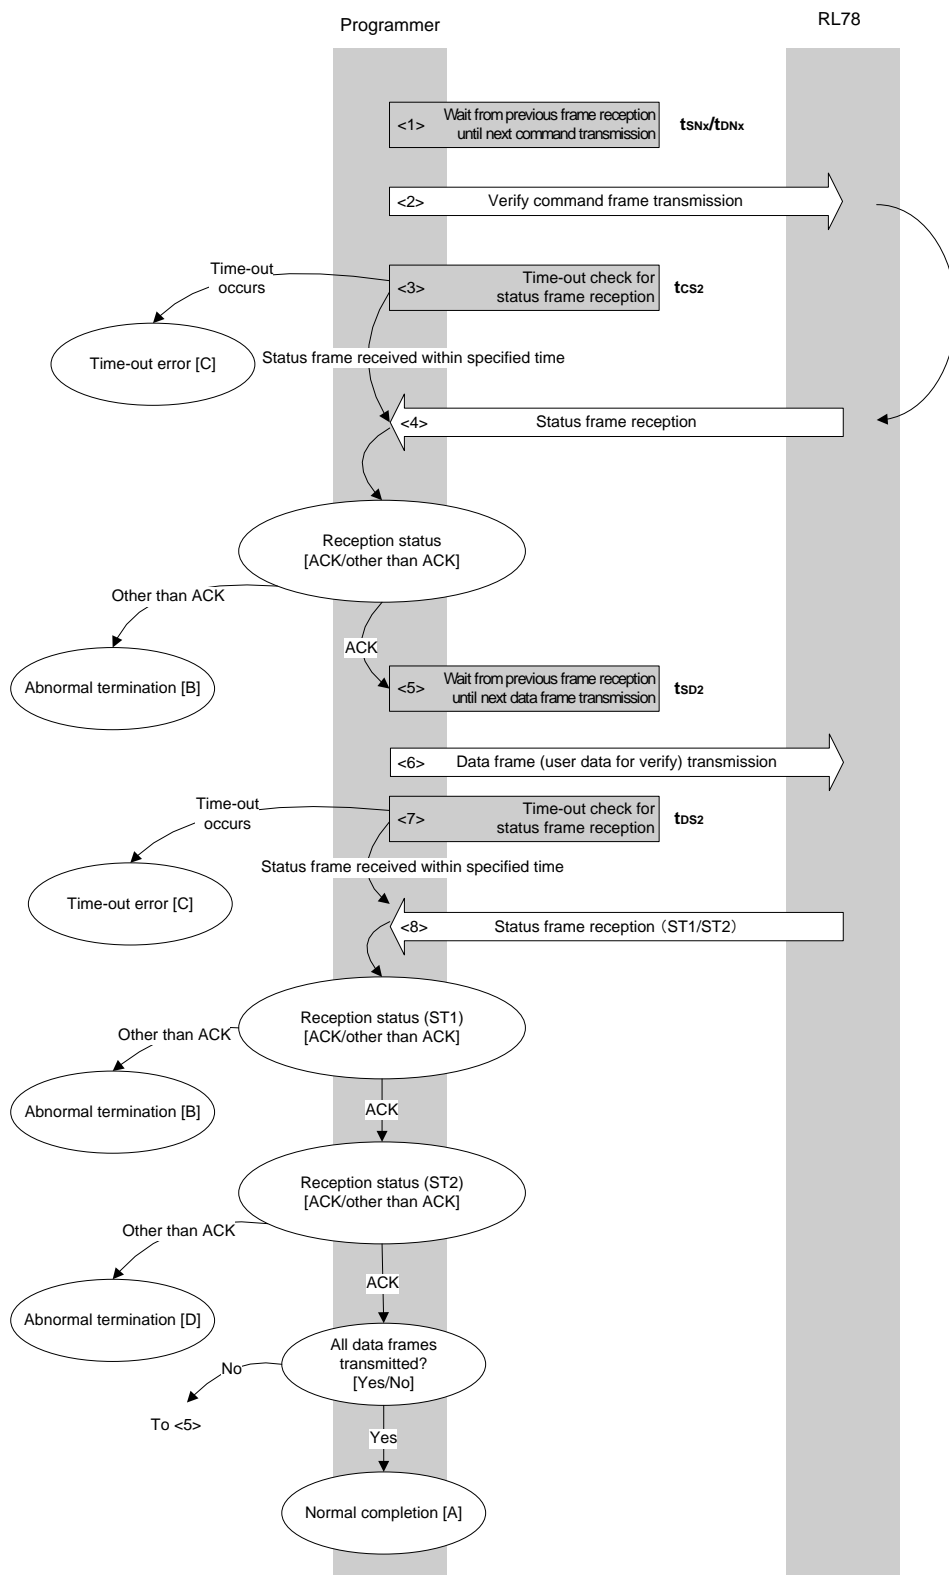 Programmer
RL78
<1> Wait from previous frame reception
until next command transmission
tSNx/tDNx
<2> Verify command frame transmission
Time-out
occurs
<3> Time-out check for
status frame reception
tCS2
Time-out error [C]
Status frame received within specified time
<4> Status frame reception
Reception status
[ACK/other than ACK]
Other than ACK
ACK
Abnormal termination [B]
<5> Wait from previous frame reception
until next data frame transmission
tSD2
<6> Data frame (user data for verify) transmission
Time-out
occurs
<7> Time-out check for
status frame reception
tDS2
Status frame received within specified time
Time-out error [C]
<8> Status frame reception (ST1/ST2)
Reception status (ST1)
[ACK/other than ACK]
Other than ACK
Abnormal termination [B]
ACK
Reception status (ST2)
[ACK/other than ACK]
Other than ACK
ACK
Abnormal termination [D]
All data frames
transmitted?
[Yes/No]
No
To <5>
Yes
Normal completion [A]